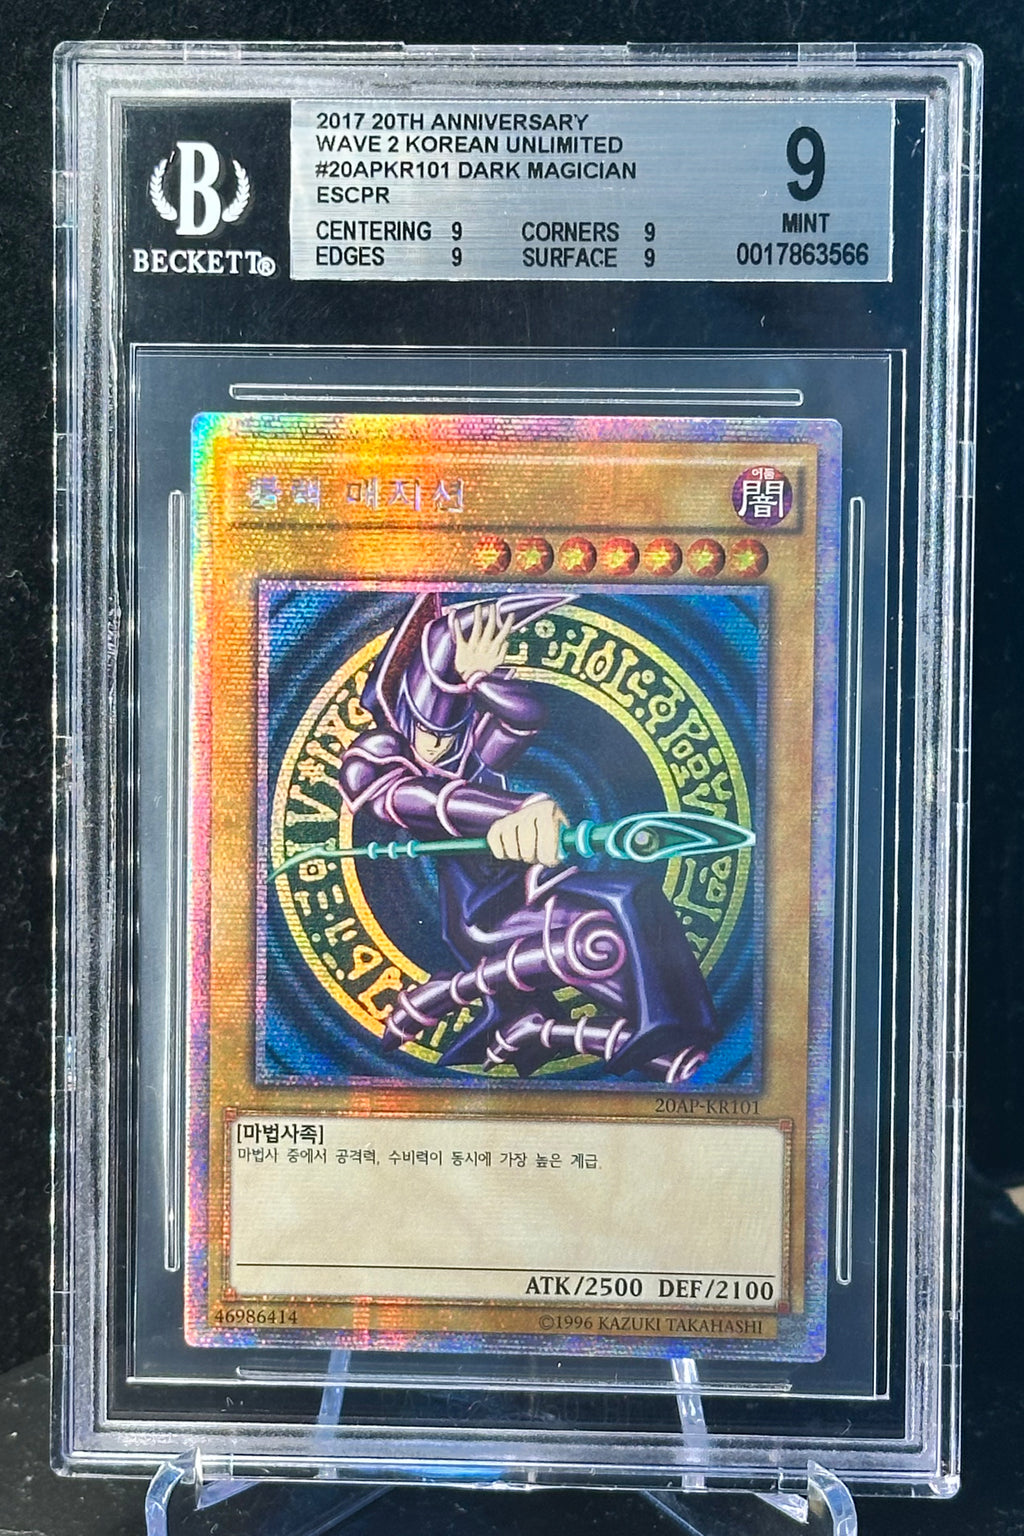 B
BECKETT®
2017 20TH ANNIVERSARY
WAVE 2 KOREAN UNLIMITED
#20APKR101 DARK MAGICIAN
ESCPR
CENTERING 9 CORNERS 9
EDGES 9 SURFACE 9
9
MINT
0017863566
블랙 매지션
어둠
闇
20AP-KR101
[마법사족]
마법사 중에서 공격력, 수비력이 동시에 가장 높은 계급.
ATK/2500 DEF/2100
46986414
©1996 KAZUKI TAKAHASHI